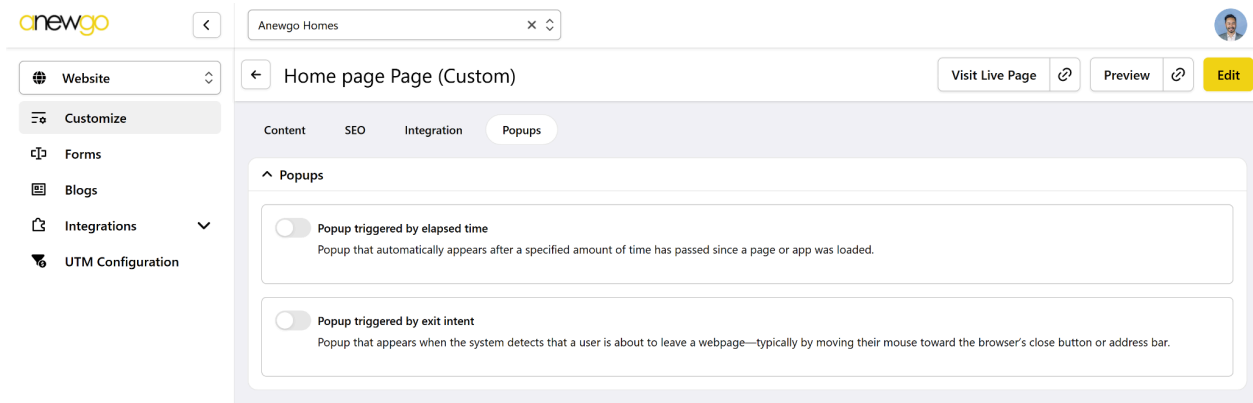 anewgo
Anewgo Homes
Website
Home page Page (Custom)
Visit Live Page
Preview
Edit
Customize
Forms
Blogs
Integrations
UTM Configuration
Content
SEO
Integration
Popups
Popups
Popup triggered by elapsed time
Popup that automatically appears after a specified amount of time has passed since a page or app was loaded.
Popup triggered by exit intent
Popup that appears when the system detects that a user is about to leave a webpage—typically by moving their mouse toward the browser's close button or address bar.